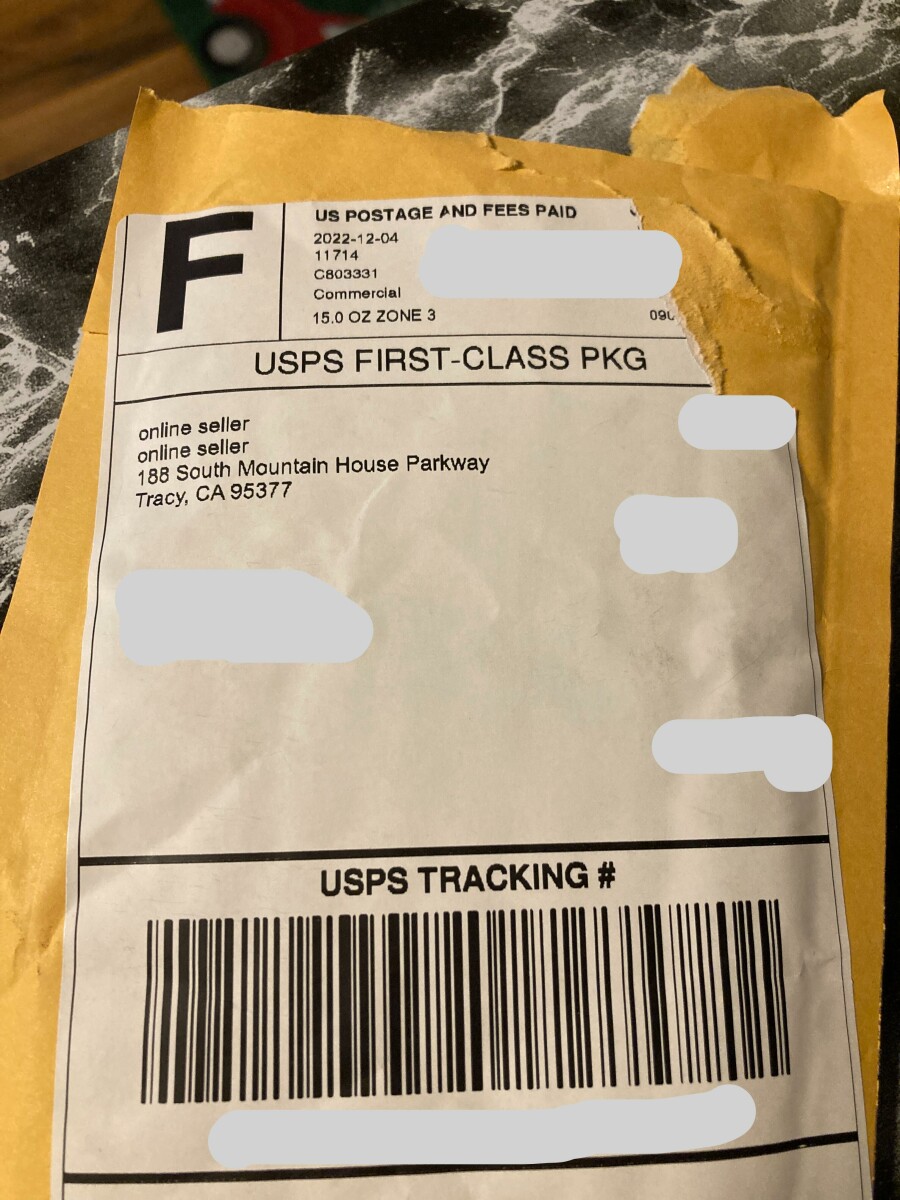 F
US POSTAGE AND FEES PAID
2022-12-04
11714
C803331
Commercial
15.0 OZ ZONE 3
USPS FIRST-CLASS PKG
online seller
online seller
188 South Mountain House Parkway
Tracy, CA 95377
USPS TRACKING #